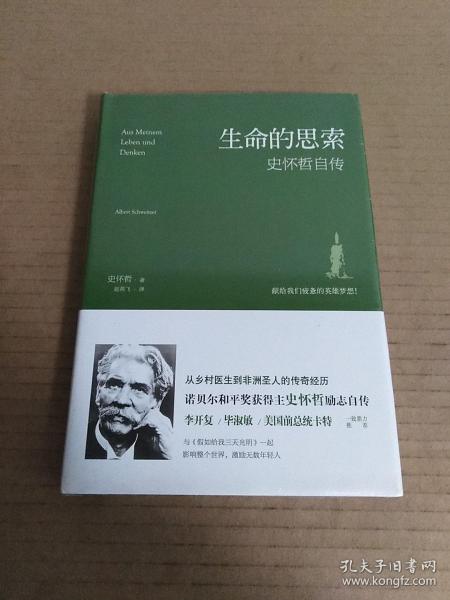 Aus Meinem
Leben und
Denken
生命的思索
史怀哲自传
Albert Schweitzer
史怀哲·著
赵燕飞·译
献给我们疲惫的英雄梦想!
从乡村医生到非洲圣人的传奇经历
诺贝尔和平奖获得主史怀哲励志自传
李开复/毕淑敏/美国前总统卡特 一致鼎力推荐
与《假如给我三天光明》一起
影响整个世界,激励无数年轻人
孔夫子旧书网
www.kongfz.com